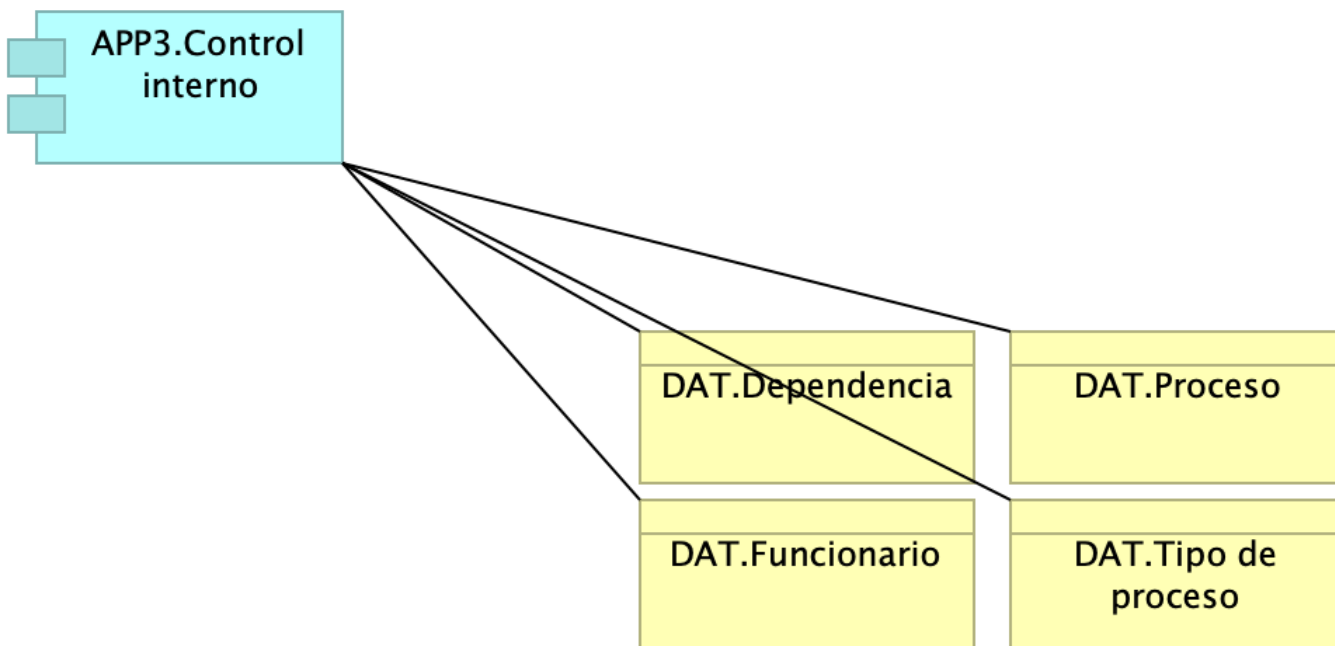 APP3.Control
interno
DAT.Dependencia
DAT.Proceso
DAT.Funcionario
DAT.Tipo de
proceso